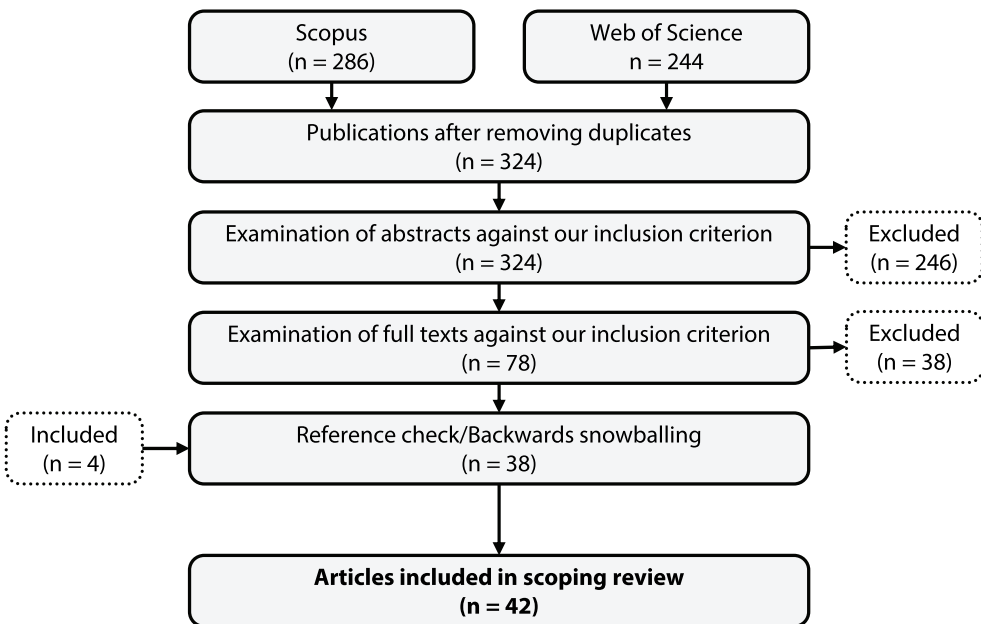 Scopus
(n = 286)
Web of Science
n = 244
Publications after removing duplicates
(n = 324)
Examination of abstracts against our inclusion criterion
(n = 324)
Excluded
(n = 246)
Examination of full texts against our inclusion criterion
(n = 78)
Excluded
(n = 38)
Included
(n = 4)
Reference check/Backwards snowballing
(n = 38)
Articles included in scoping review
(n = 42)